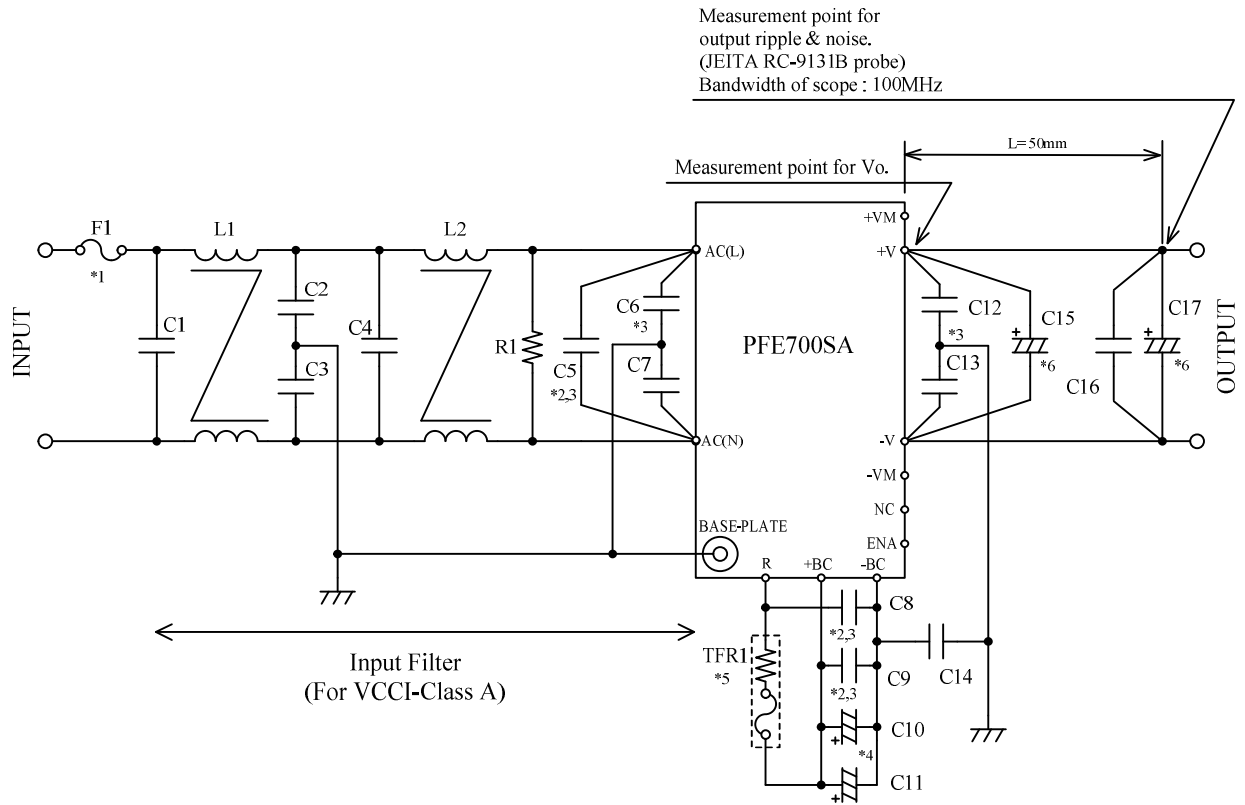 Measurement point for
output ripple & noise.
(JEITA RC-9131B probe)
Bandwidth of scope : 100MHz
L=50mm
Measurement point for Vo.
F1
*1
L1
L2
+VM
+V
AC(L)
C1
C2
C3
C4
R1
C5
*2,3
C6
*3
C7
PFE700SA
C12
*3
C13
C15
*6
C16
C17
*6
INPUT
OUTPUT
AC(N)
-V
-VM
NC
ENA
BASE-PLATE
R
+BC
-BC
C8
*2,3
TFR1
*5
C9
*2,3
C14
C10
*4
C11
+
+
+
+
Input Filter
(For VCCI-Class A)